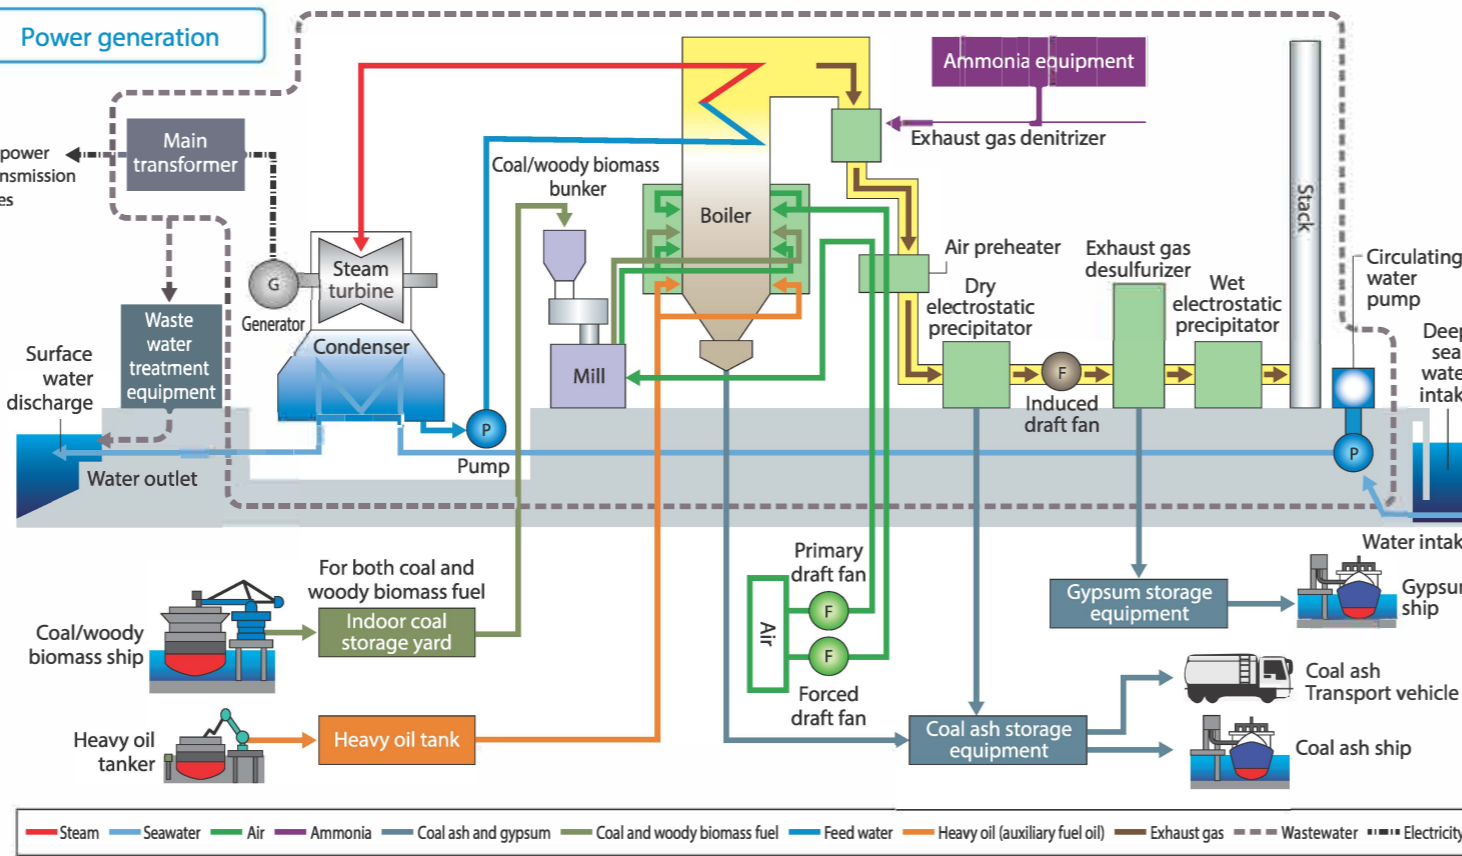 Power generation
Ammonia equipment
Main
transformer
power
Exhaust gas denitrizer
Coal/woody biomass
bunker
Boiler
Stack
Steam
turbine
G
Generator
Air preheater
Exhaust gas
desulfurizer
Circulating
water
pump
Dry
electrostatic
precipitator
Wet
electrostatic
precipitator
Waste
water
treatment
equipment
Condenser
Surface
water
discharge
sea
Mill
F
Induced
draft fan
P
Pump
P
Water outlet
Water
Primary
draft fan
For both coal and
woody biomass fuel
Indoor coal
storage yard
Coal/woody
biomass ship
Air
F
F
Forced
draft fan
Gypsum storage
equipment
ship
Coal ash
Transport vehicle
Heavy oil
tanker
Heavy oil tank
Coal ash storage
equipment
Coal ash ship
Steam
Seawater
Air
Ammonia
Coal ash and gypsum
Coal and woody biomass fuel
Feed water
Heavy oil (auxiliary fuel oil)
Exhaust gas
Wastewater
Electricity